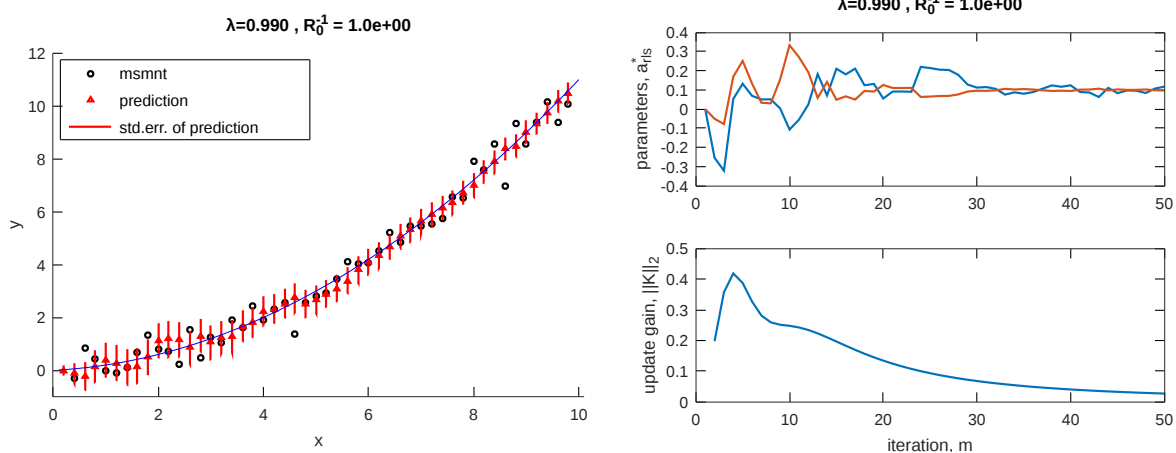 λ=0.990 , R₀⁻¹ = 1.0e+00
12
10
8
6
4
2
0
y
msmnt
prediction
std.err. of prediction
0 2 4 6 8 10
x
λ=0.990 , R₀⁻¹ = 1.0e+00
0.4
0.3
0.2
0.1
0
-0.1
-0.2
-0.3
-0.4
parameters, a*rls
0 10 20 30 40 50
0.5
0.4
0.3
0.2
0.1
0
update gain, ||K||₂
0 10 20 30 40 50
iteration, m